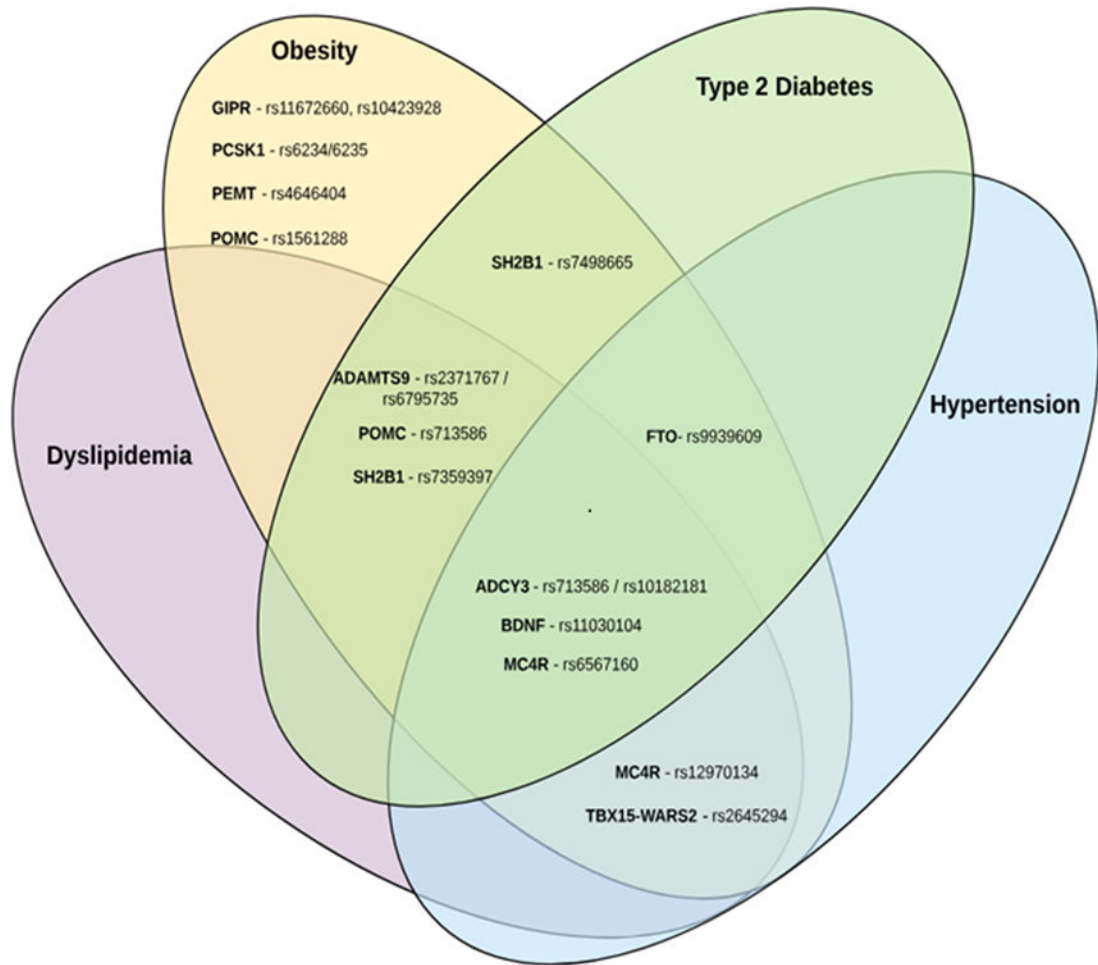 Obesity
GIPR - rs11672660, rs10423928
PCSK1 - rs6234/6235
PEMT - rs4646404
POMC - rs1561288
Type 2 Diabetes
SH2B1 - rs7498665
Hypertension
Dyslipidemia
ADAMTS9 - rs2371767 /
rs6795735
POMC - rs713586
SH2B1 - rs7359397
FTO- rs9939609
ADCY3 - rs713586 / rs10182181
BDNF - rs11030104
MC4R - rs6567160
MC4R - rs12970134
TBX15-WARS2 - rs2645294